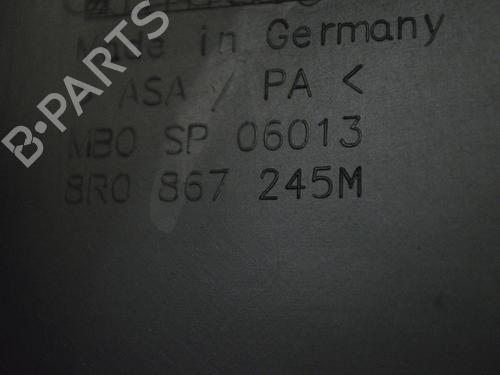 Made in Germany
> ASA / PA <
MBO SP 06013
8R0 867 245M
B-PARTS